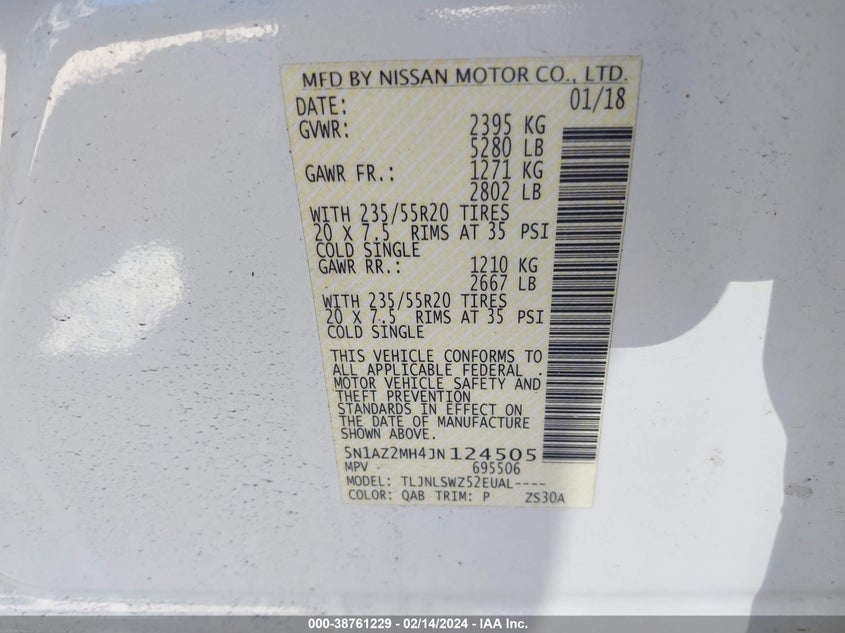 MFD BY NISSAN MOTOR CO., LTD.
DATE: 01/18
GVWR: 2395 KG
5280 LB
GAWR FR.: 1271 KG
2802 LB
WITH 235/55R20 TIRES
20 X 7.5 RIMS AT 35 PSI
COLD SINGLE
GAWR RR.: 1210 KG
2667 LB
WITH 235/55R20 TIRES
20 X 7.5 RIMS AT 35 PSI
COLD SINGLE
THIS VEHICLE CONFORMS TO
ALL APPLICABLE FEDERAL .
MOTOR VEHICLE SAFETY AND
THEFT PREVENTION
STANDARDS IN EFFECT ON
THE DATE OF MANUFACTURE
SHOWN ABOVE.
5N1AZ2MH4JN124505
MPV 695506
MODEL: TLJNLSWZ52EUAL----
COLOR: QAB TRIM: P ZS30A
000-38761229 - 02/14/2024 - IAA Inc.